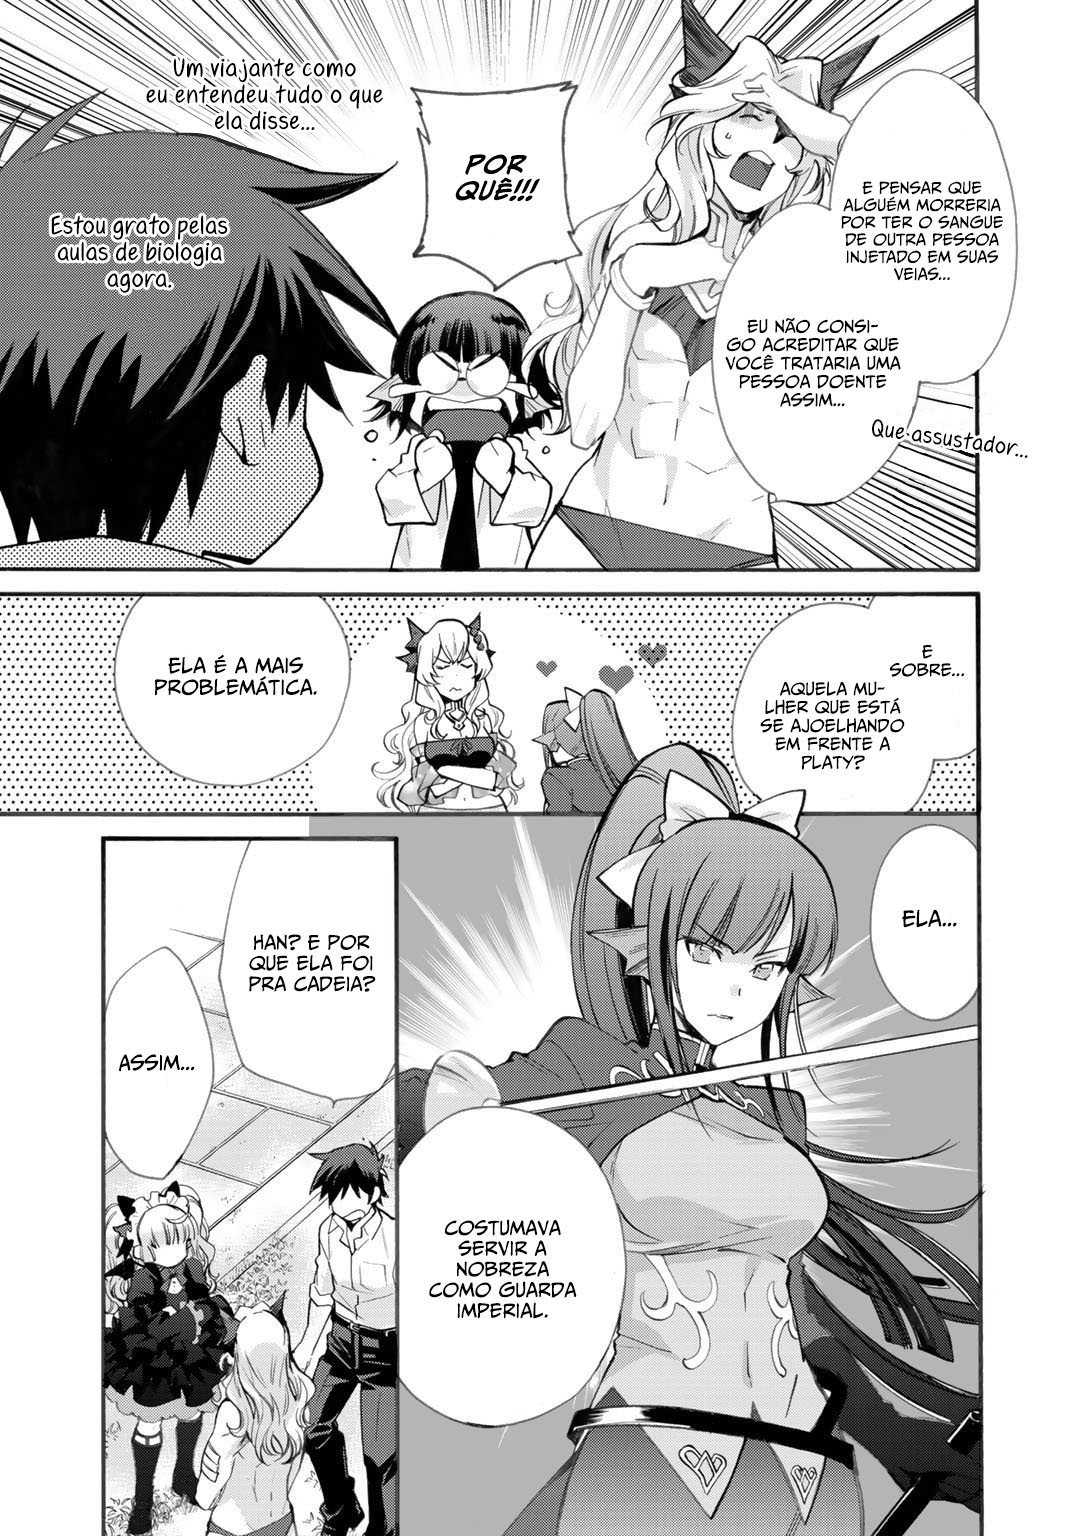 E PENSAR QUE
ALGUÉM MORRERIA
POR TER O SANGUE
DE OUTRA PESSOA
INJETADO EM SUAS
VEIAS...
EU NÃO CONSI-
GO ACREDITAR QUE
VOCÊ TRATARIA UMA
PESSOA DOENTE
ASSIM...
Que assustador...
POR
QUÊ!!!
Um viajante como
eu entendeu tudo o que
ela disse...
Estou grato pelas
aulas de biologia
agora.
E
SOBRE...
AQUELA MU-
LHER QUE ESTÁ
SE AJOELHANDO
EM FRENTE A
PLATY?
ELA É A MAIS
PROBLEMÁTICA.
ELA...
COSTUMAVA
SERVIR A
NOBREZA
COMO GUARDA
IMPERIAL.
HAN? E POR
QUE ELA FOI
PRA CADEIA?
ASSIM...